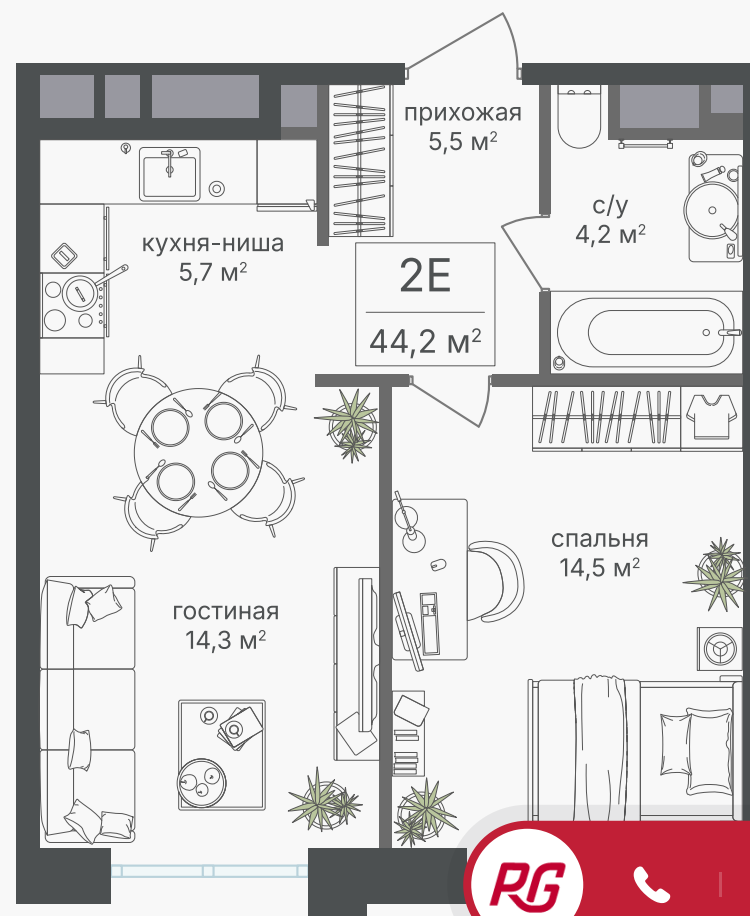 прихожая
5,5 м²
с/у
4,2 м²
кухня-ниша
5,7 м²
2Е
44,2 м²
спальня
14,5 м²
гостиная
14,3 м²
RG